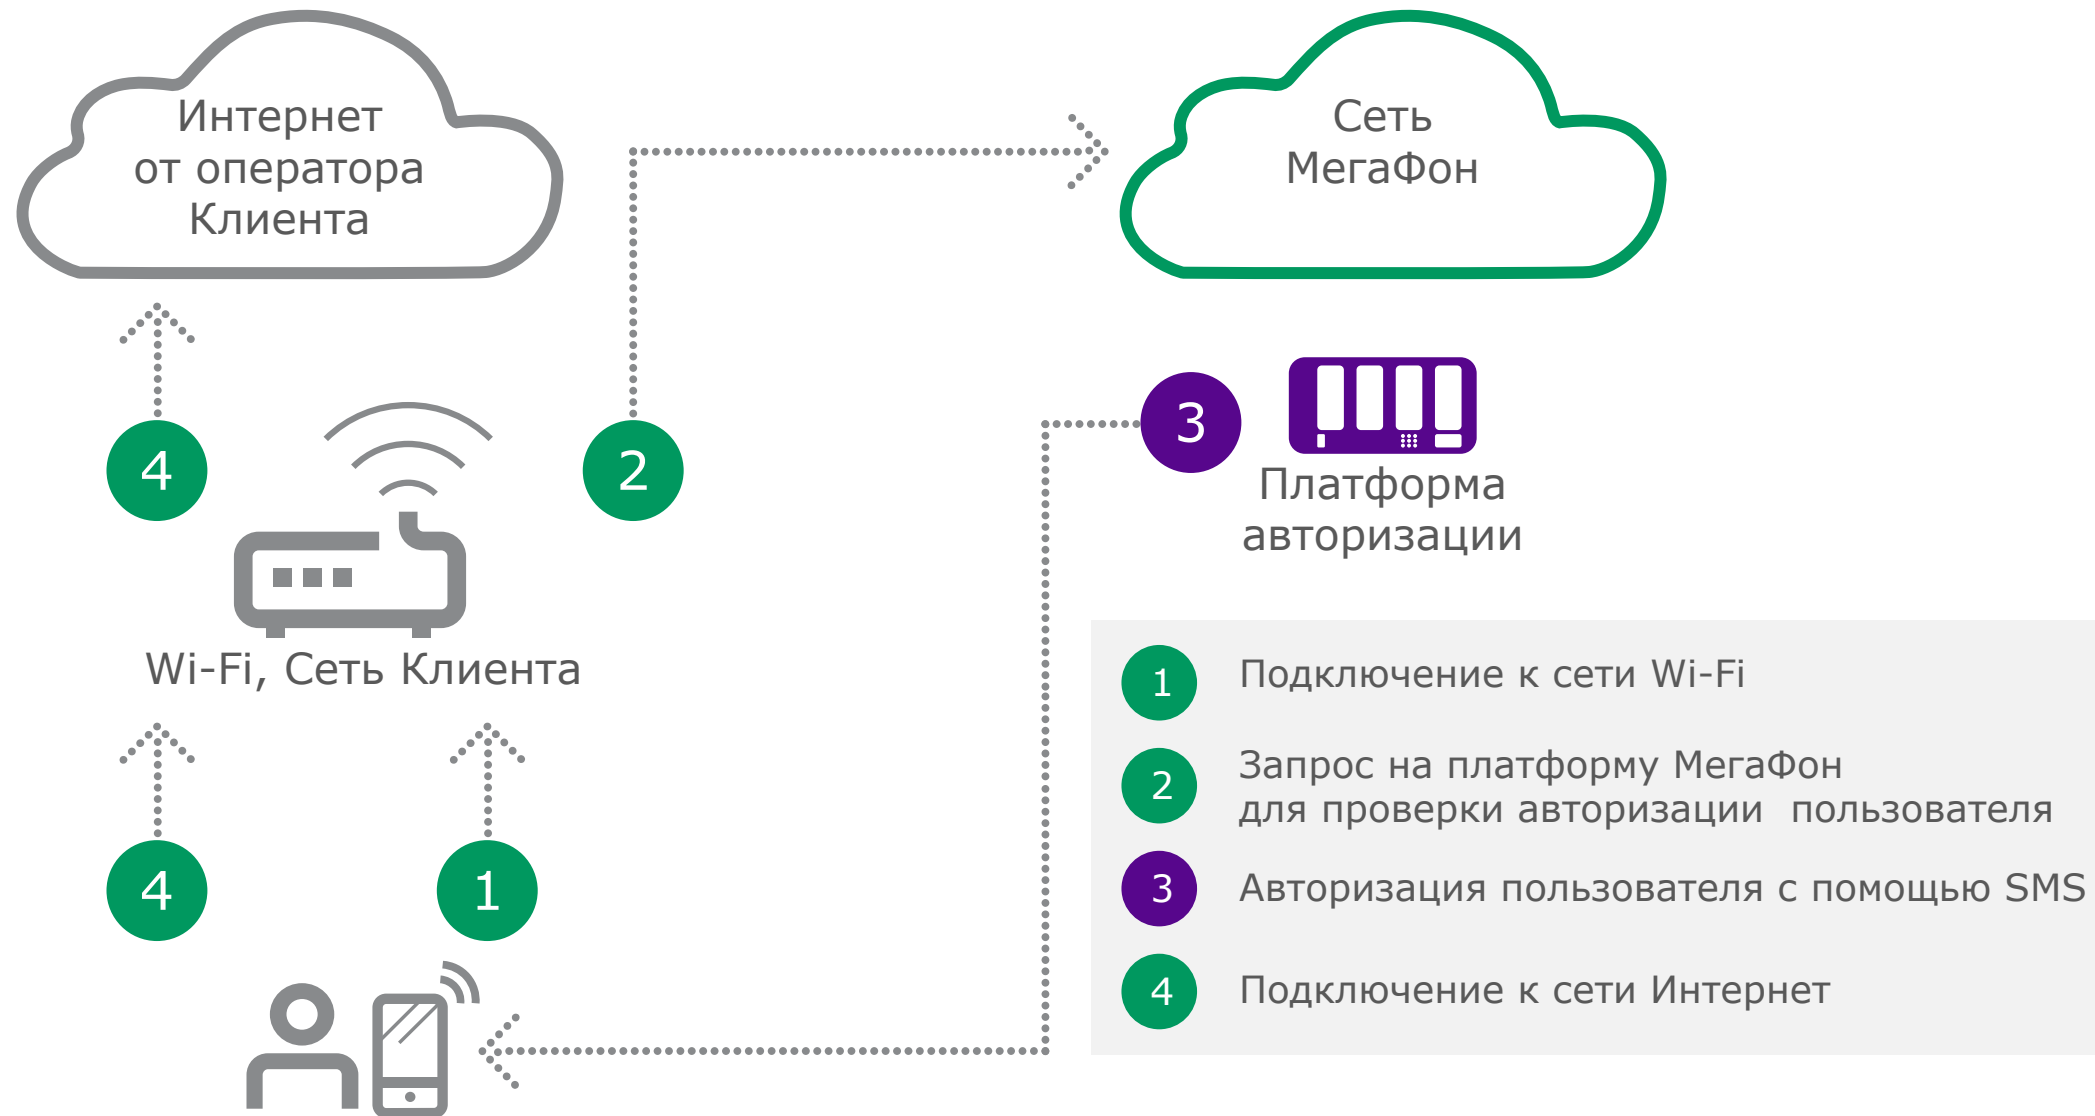 Интернет
от оператора
Клиента
Сеть
МегаФон
4
2
3
Платформа
авторизации
Wi-Fi, Сеть Клиента
4
1
1 Подключение к сети Wi-Fi
2 Запрос на платформу МегаФон
для проверки авторизации  пользователя
3 Авторизация пользователя с помощью SMS
4 Подключение к сети Интернет